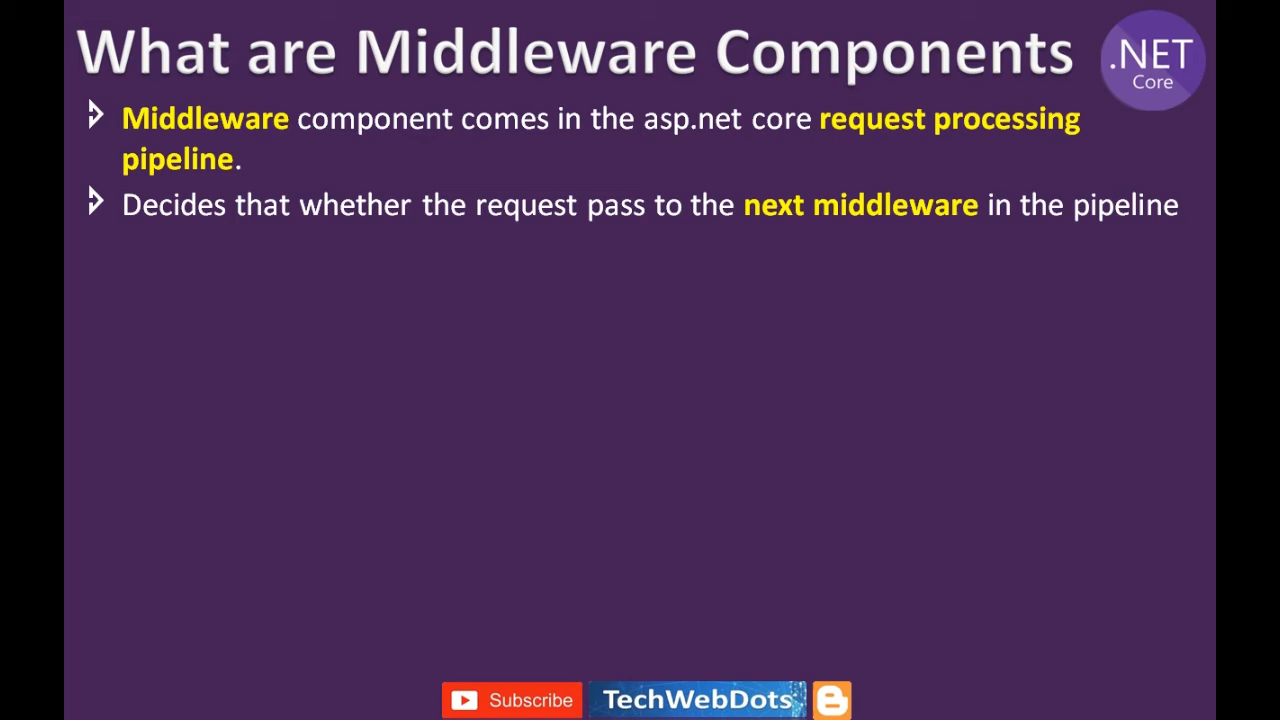 What are Middleware Components
.NET
Core
Middleware component comes in the asp.net core request processing
pipeline.
Decides that whether the request pass to the next middleware in the pipeline
Subscribe
TechWebDots